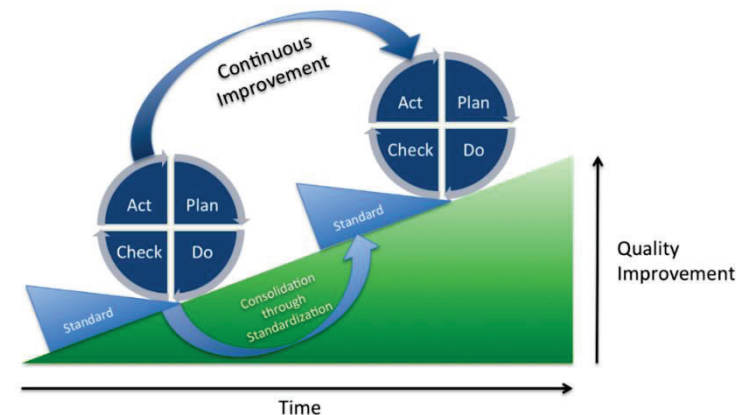 Continuous
Improvement
Act
Plan
Check
Do
Act
Plan
Check
Do
Standard
Standard
Consolidation
through
Standardization
Quality
Improvement
Time